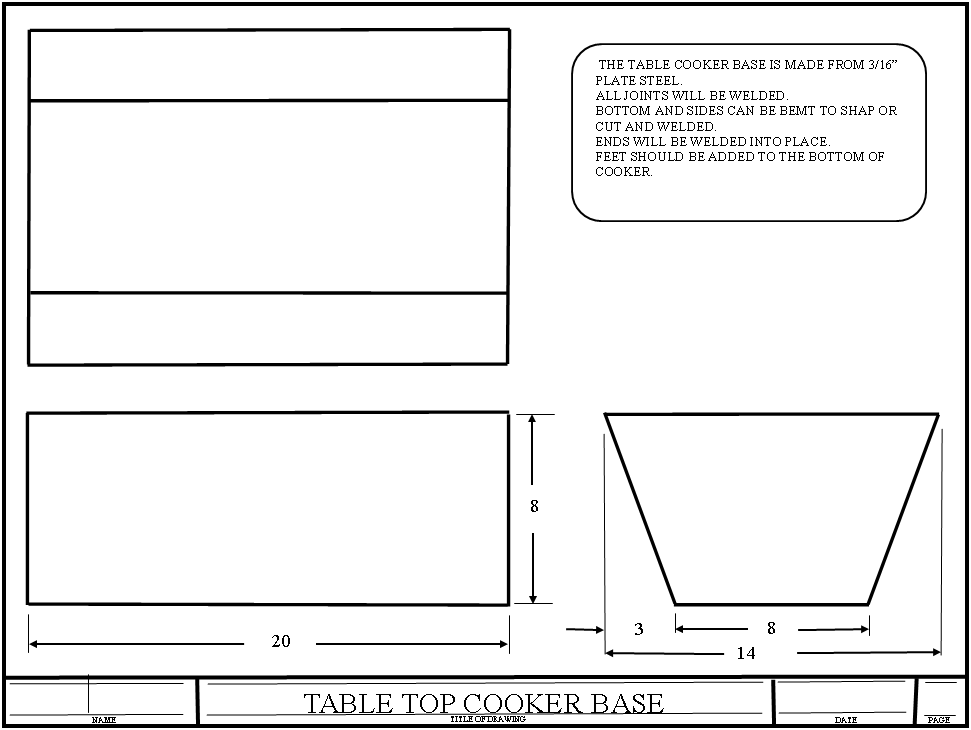 THE TABLE COOKER BASE IS MADE FROM 3/16”
PLATE STEEL.
ALL JOINTS WILL BE WELDED.
BOTTOM AND SIDES CAN BE BEMT TO SHAP OR
CUT AND WELDED.
ENDS WILL BE WELDED INTO PLACE.
FEET SHOULD BE ADDED TO THE BOTTOM OF
COOKER.
8
20
3
8
14
TABLE TOP COOKER BASE
NAME
TITLE OF DRAWING
DATE
PAGE